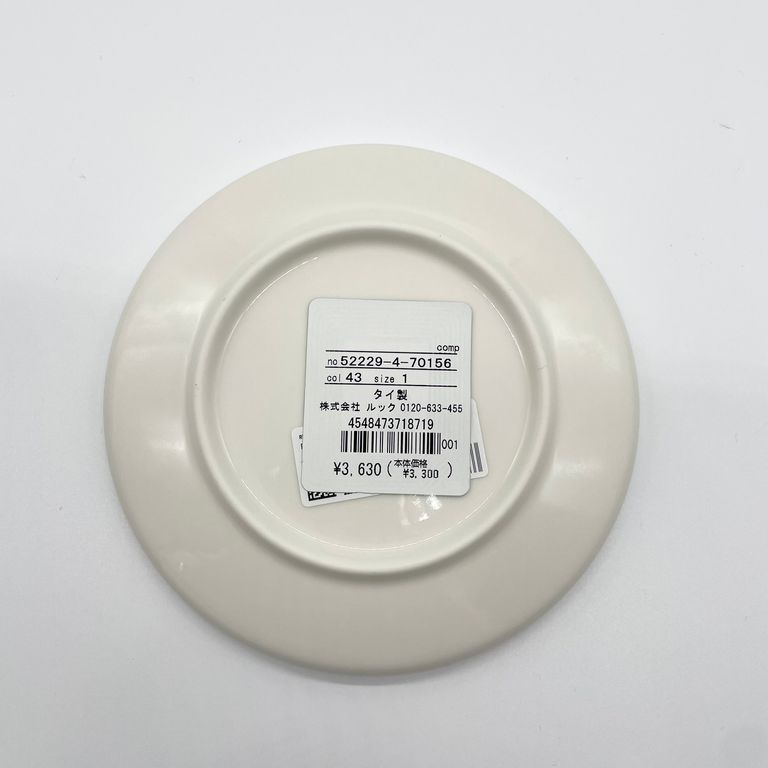 comp
no 52229-4-70156
col 43 size 1
タイ製
株式会社 ルック 0120-633-455
4548473718719
001
¥3,630 (本体価格 ¥3,300)